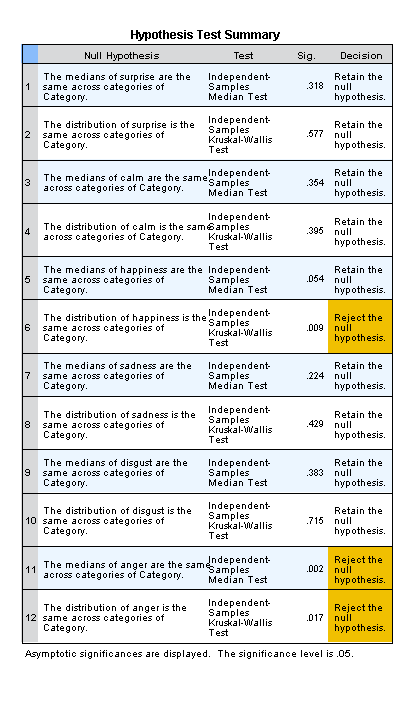 Hypothesis Test Summary
Null Hypothesis Test Sig. Decision
1 The medians of surprise are the same across categories of Category. Independent-Samples Median Test .318 Retain the null hypothesis.
2 The distribution of surprise is the same across categories of Category. Independent-Samples Kruskal-Wallis Test .577 Retain the null hypothesis.
3 The medians of calm are the same across categories of Category. Independent-Samples Median Test .354 Retain the null hypothesis.
4 The distribution of calm is the same across categories of Category. Independent-Samples Kruskal-Wallis Test .395 Retain the null hypothesis.
5 The medians of happiness are the same across categories of Category. Independent-Samples Median Test .054 Retain the null hypothesis.
6 The distribution of happiness is the same across categories of Category. Independent-Samples Kruskal-Wallis Test .009 Reject the null hypothesis.
7 The medians of sadness are the same across categories of Category. Independent-Samples Median Test .224 Retain the null hypothesis.
8 The distribution of sadness is the same across categories of Category. Independent-Samples Kruskal-Wallis Test .429 Retain the null hypothesis.
9 The medians of disgust are the same across categories of Category. Independent-Samples Median Test .383 Retain the null hypothesis.
10 The distribution of disgust is the same across categories of Category. Independent-Samples Kruskal-Wallis Test .715 Retain the null hypothesis.
11 The medians of anger are the same across categories of Category. Independent-Samples Median Test .002 Reject the null hypothesis.
12 The distribution of anger is the same across categories of Category. Independent-Samples Kruskal-Wallis Test .017 Reject the null hypothesis.
Asymptotic significances are displayed. The significance level is .05.